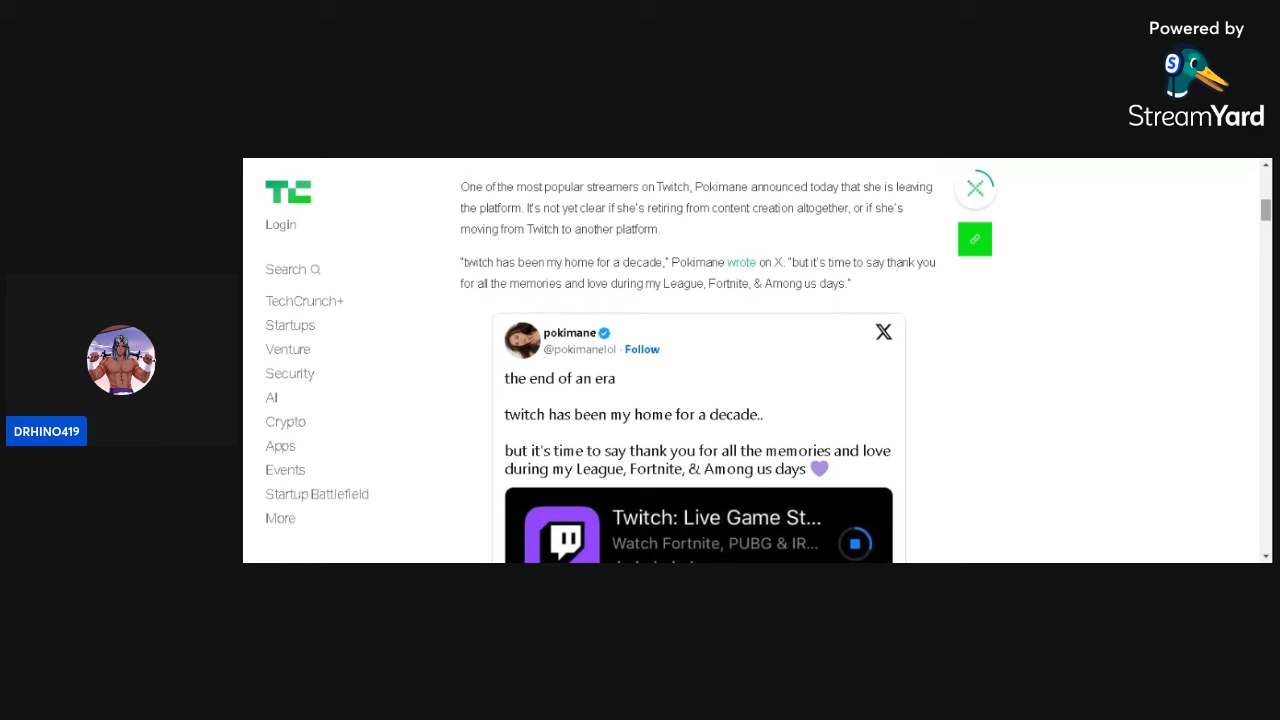 Powered by
StreamYard
TC
Login
Search
TechCrunch+
Startups
Venture
Security
AI
Crypto
Apps
Events
Startup Battlefield
More
One of the most popular streamers on Twitch, Pokimane announced today that she is leaving
the platform. It's not yet clear if she's retiring from content creation altogether, or if she's
moving from Twitch to another platform.
"twitch has been my home for a decade," Pokimane wrote on X. "but it's time to say thank you
for all the memories and love during my League, Fortnite, & Among us days."
pokimane
@pokimanelol · Follow
X
the end of an era
twitch has been my home for a decade..
but it's time to say thank you for all the memories and love
during my League, Fortnite, & Among us days 💜
Twitch: Live Game St...
Watch Fortnite, PUBG & IR...
DRHINO419